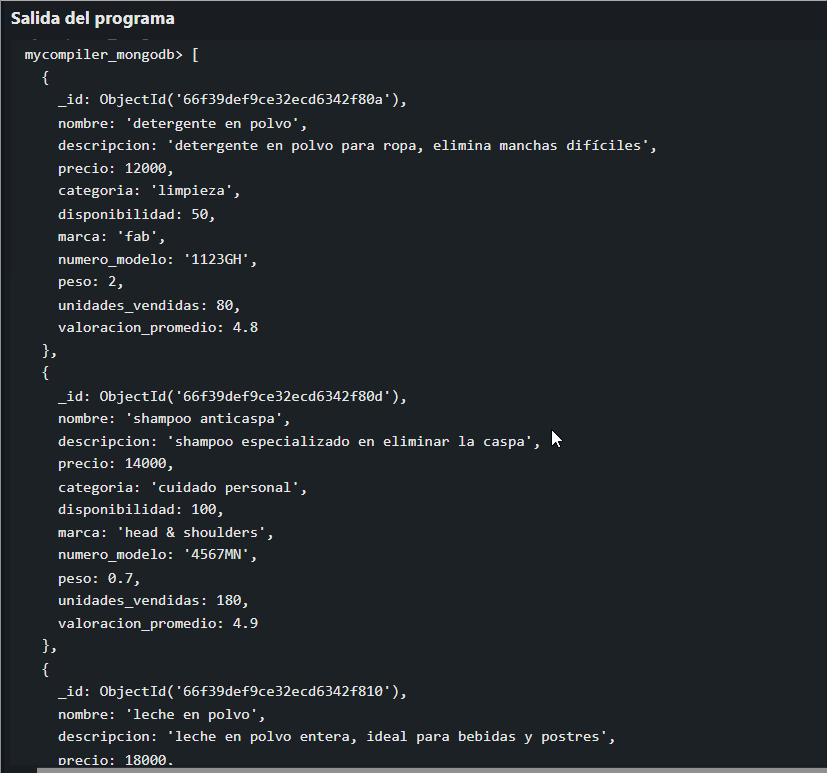 Salida del programa
mycompiler_mongodb> [
{
_id: ObjectId('66f39def9ce32ecd6342f80a'),
nombre: 'detergente en polvo',
descripcion: 'detergente en polvo para ropa, elimina manchas difíciles',
precio: 12000,
categoria: 'limpieza',
disponibilidad: 50,
marca: 'fab',
numero_modelo: '1123GH',
peso: 2,
unidades_vendidas: 80,
valoracion_promedio: 4.8
},
{
_id: ObjectId('66f39def9ce32ecd6342f80d'),
nombre: 'shampoo anticaspa',
descripcion: 'shampoo especializado en eliminar la caspa',
precio: 14000,
categoria: 'cuidado personal',
disponibilidad: 100,
marca: 'head & shoulders',
numero_modelo: '4567MN',
peso: 0.7,
unidades_vendidas: 180,
valoracion_promedio: 4.9
},
{
_id: ObjectId('66f39def9ce32ecd6342f810'),
nombre: 'leche en polvo',
descripcion: 'leche en polvo entera, ideal para bebidas y postres',
precio: 18000,